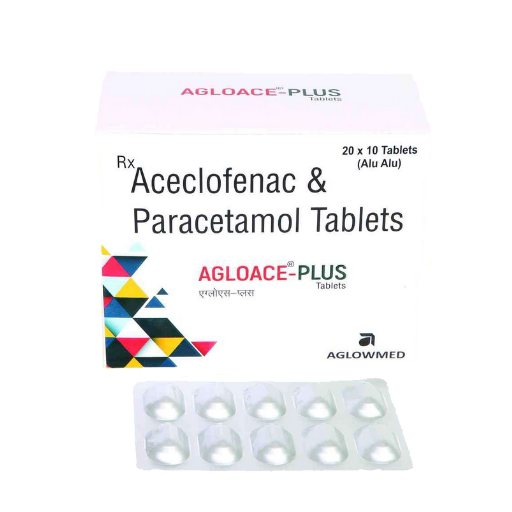 AGLOACE®-PLUS
Tablets
20 x 10 Tablets
(Alu Alu)
Rx
Aceclofenac &
Paracetamol Tablets
AGLOACE®-PLUS
Tablets
एग्लोएस-प्लस
AGLOWMED